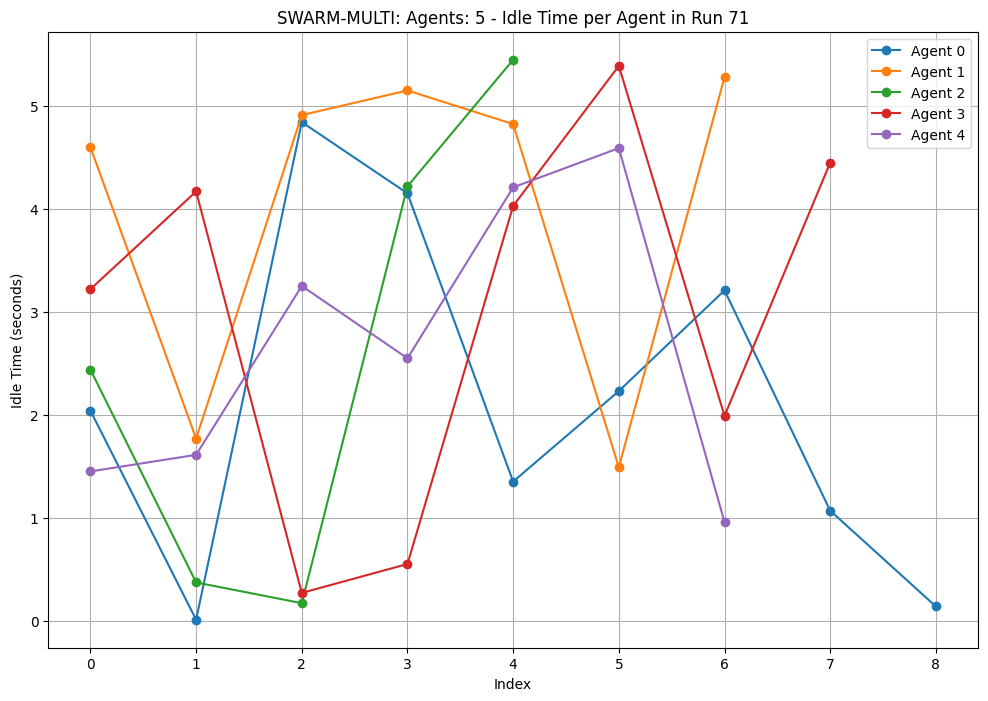 SWARM-MULTI: Agents: 5 - Idle Time per Agent in Run 71
Agent 0
Agent 1
Agent 2
Agent 3
Agent 4
Idle Time (seconds)
5
4
3
2
1
0
0 1 2 3 4 5 6 7 8
Index